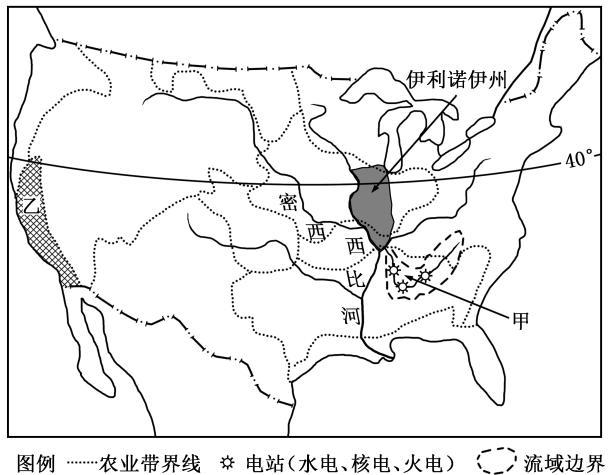 伊利诺伊州
40°
乙
密西西比河
甲
图例 农业带界线 电站(水电、核电、火电) 流域边界